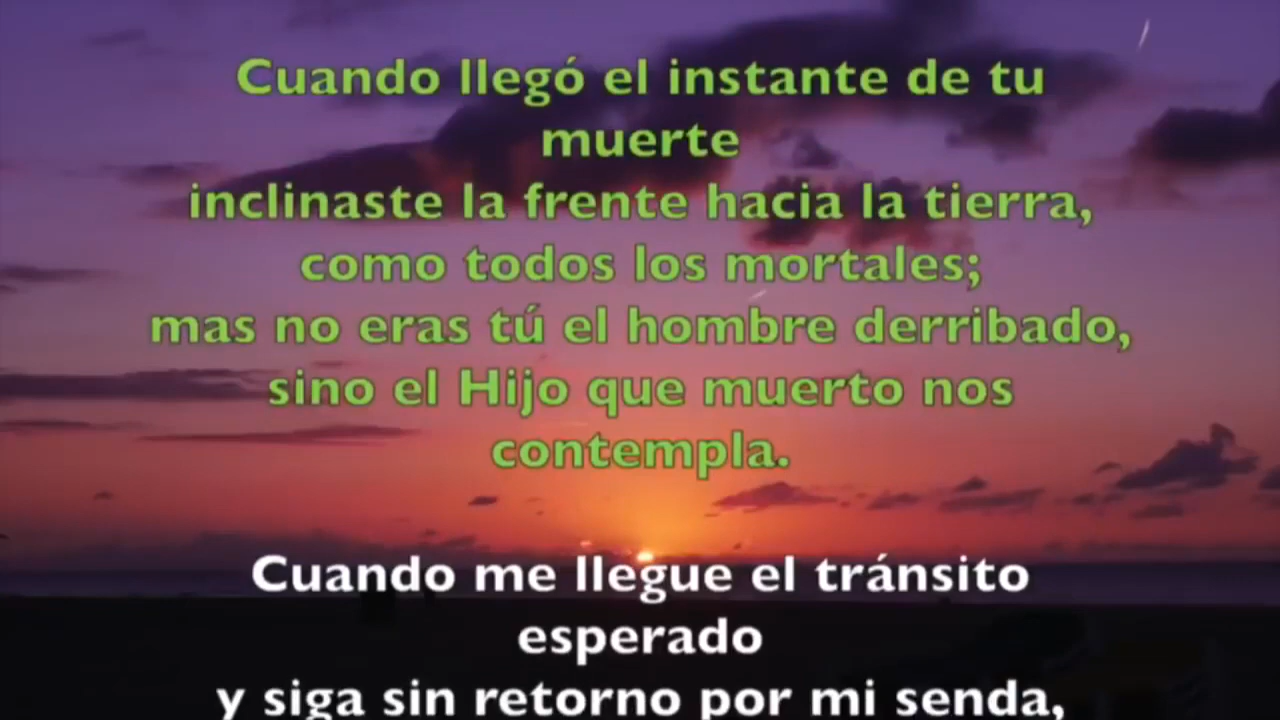 Cuando llegó el instante de tu
muerte
inclinaste la frente hacia la tierra,
como todos los mortales;
mas no eras tú el hombre derribado,
sino el Hijo que muerto nos
contempla.
Cuando me llegue el tránsito
esperado
y siga sin retorno por mi senda,